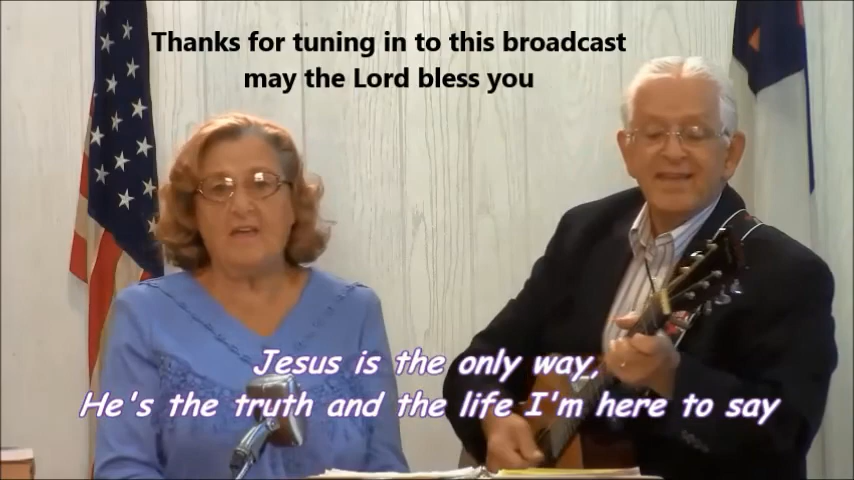 Thanks for tuning in to this broadcast
may the Lord bless you
Jesus is the only way,
He's the truth and the life I'm here to say